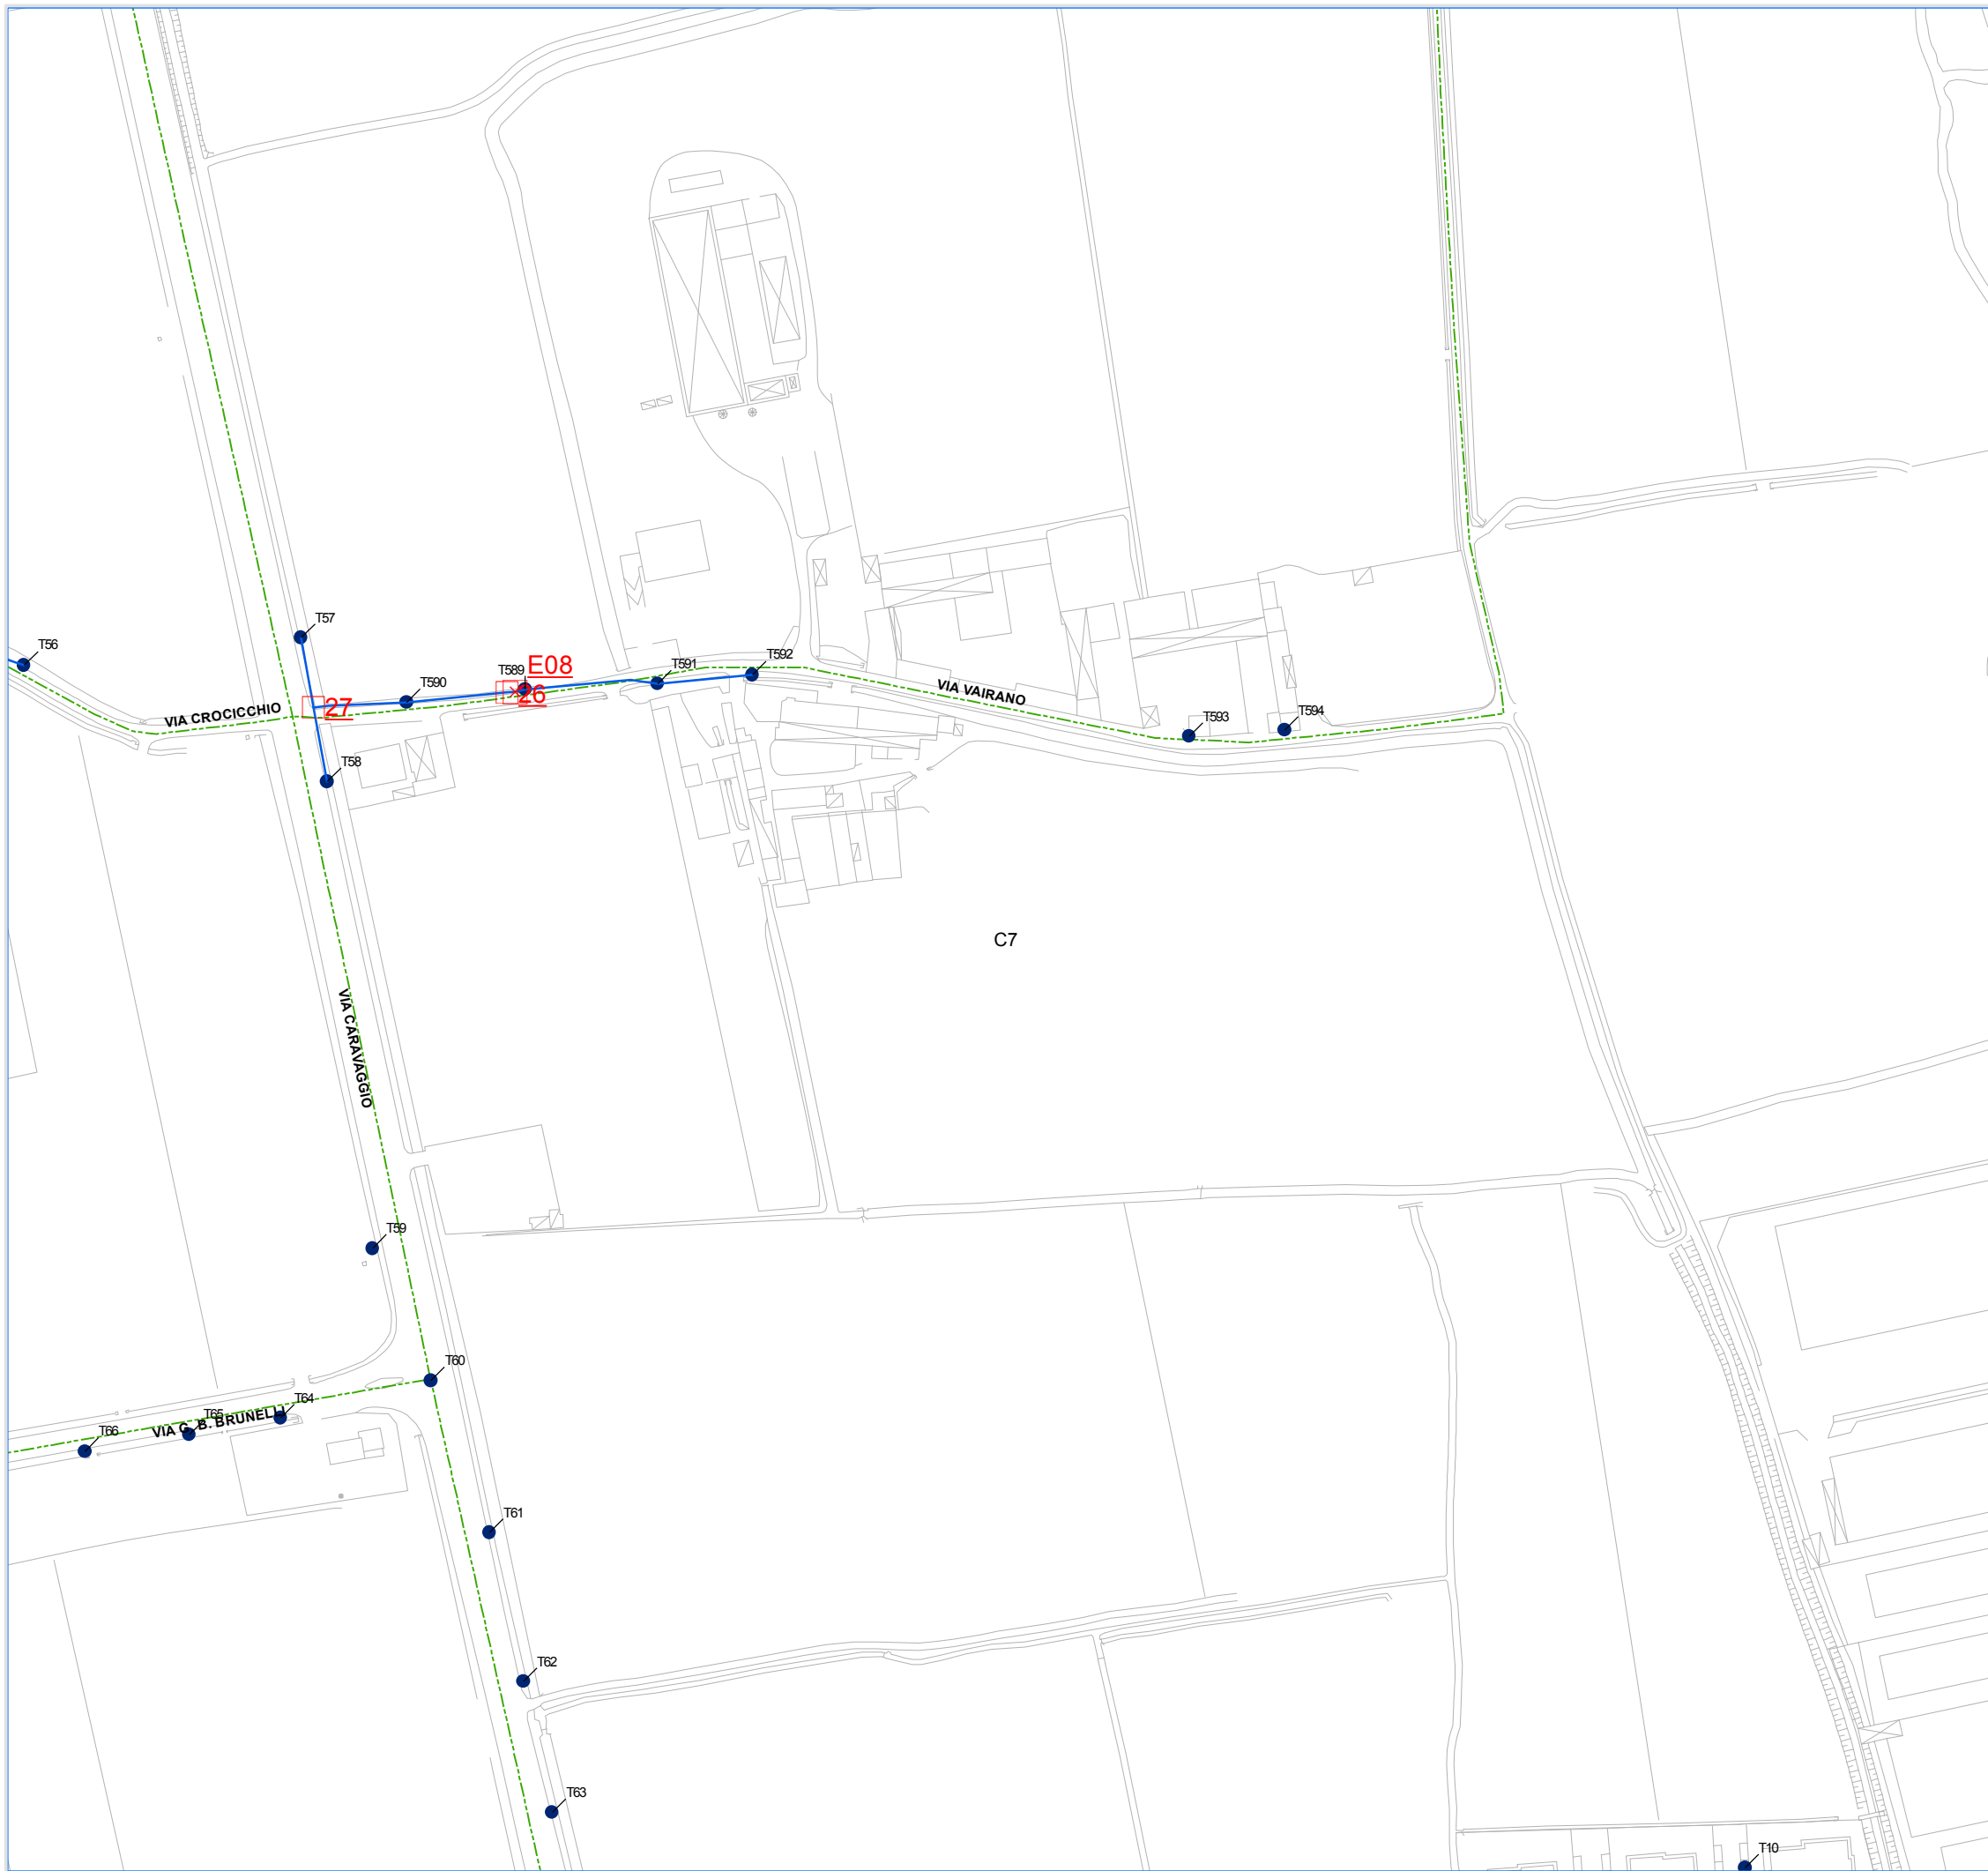 T57
T56
T589
E08
T591
T592
T590
26
27
VIA CROCICCHIO
VIA VAIRANO
T593
T594
T58
C7
VIA CARAVAGGIO
T59
T60
T64
T65
VIA G. B. BRUNELLI
T66
T61
T62
T63
T10